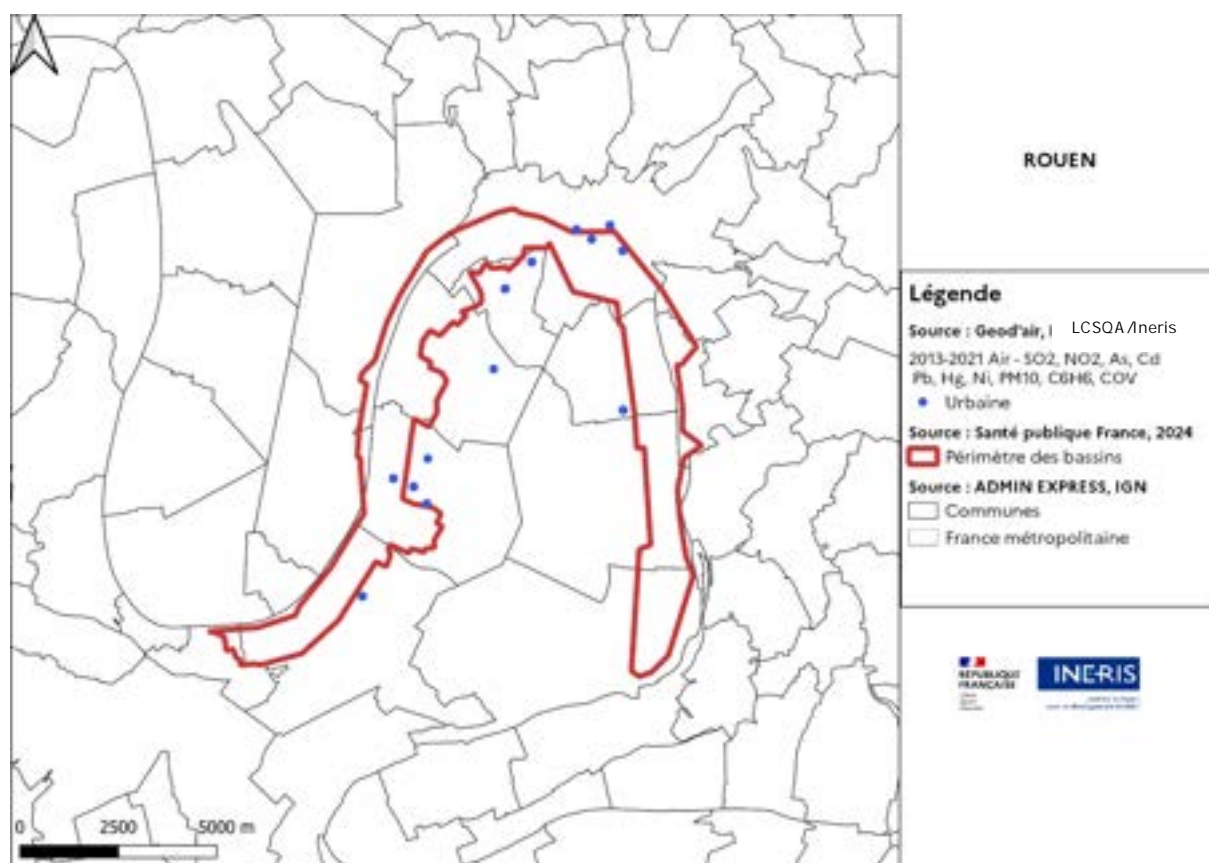 ROUEN
Légende
Source : Geod'air, LCSQA/Ineris
2013-2021 Air - SO2, NO2, As, Cd
Pb, Hg, Ni, PM10, C6H6, COV
Urbaine
Source : Santé publique France, 2024
Périmètre des bassins
Source : ADMIN EXPRESS, IGN
Communes
France métropolitaine
0 2500 5000 m
RÉPUBLIQUE
FRANÇAISE
INERIS